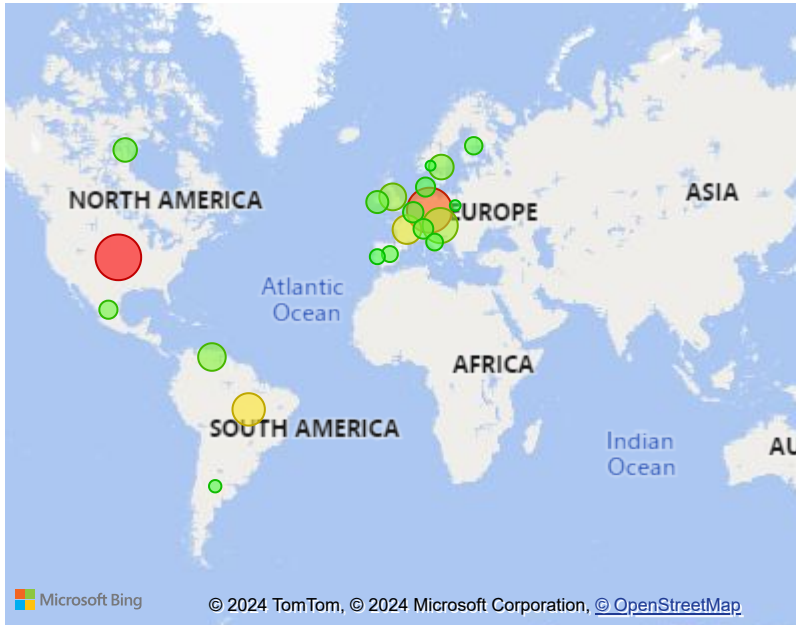 NORTH AMERICA
ASIA
EUROPE
Atlantic
Ocean
AFRICA
SOUTH AMERICA
Indian
Ocean
AU
Microsoft Bing
© 2024 TomTom, © 2024 Microsoft Corporation, © OpenStreetMap